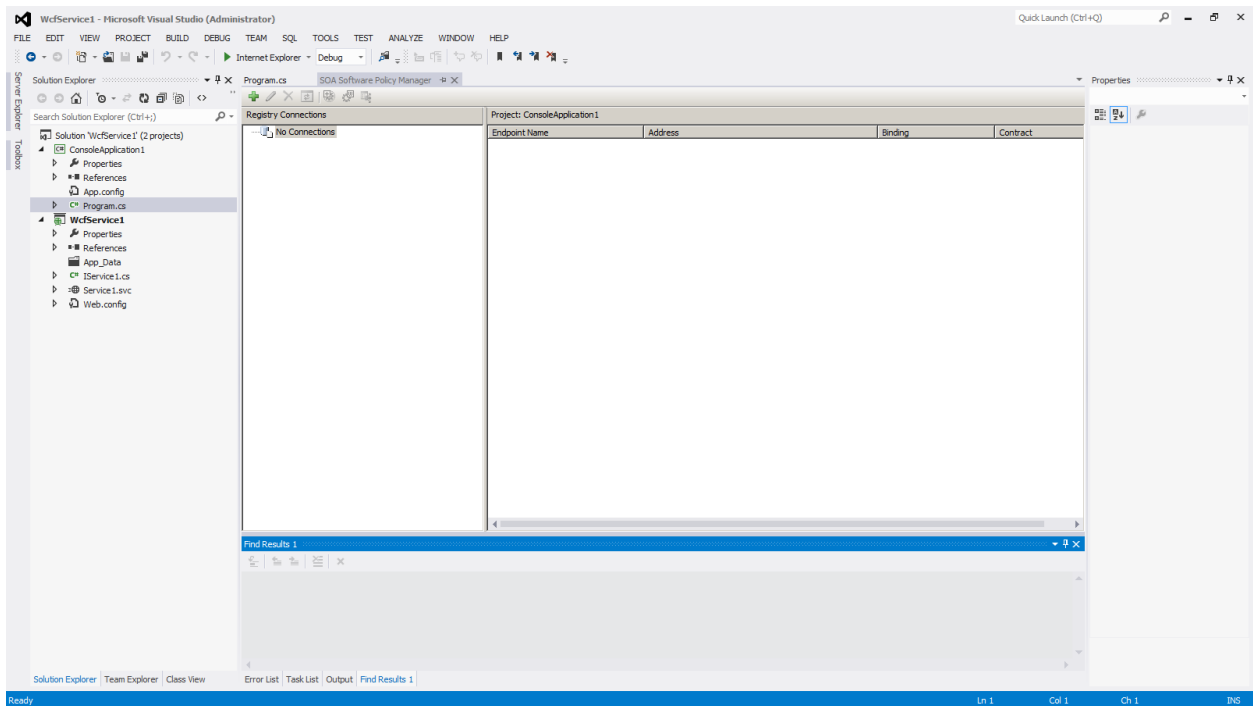 WcfService1 - Microsoft Visual Studio (Administrator)
Quick Launch (Ctrl+Q)
FILE EDIT VIEW PROJECT BUILD DEBUG TEAM SQL TOOLS TEST ANALYZE WINDOW HELP
Internet Explorer Debug
Server Explorer
Toolbox
Solution Explorer
Search Solution Explorer (Ctrl+;)
Solution 'WcfService1' (2 projects)
ConsoleApplication1
Properties
References
App.config
Program.cs
WcfService1
Properties
References
App_Data
IService1.cs
Service1.svc
Web.config
Solution Explorer Team Explorer Class View
Program.cs SOA Software Policy Manager
Registry Connections
No Connections
Project: ConsoleApplication1
Endpoint Name Address Binding Contract
Find Results 1
Error List Task List Output Find Results 1
Properties
Ready Ln 1 Col 1 Ch 1 INS